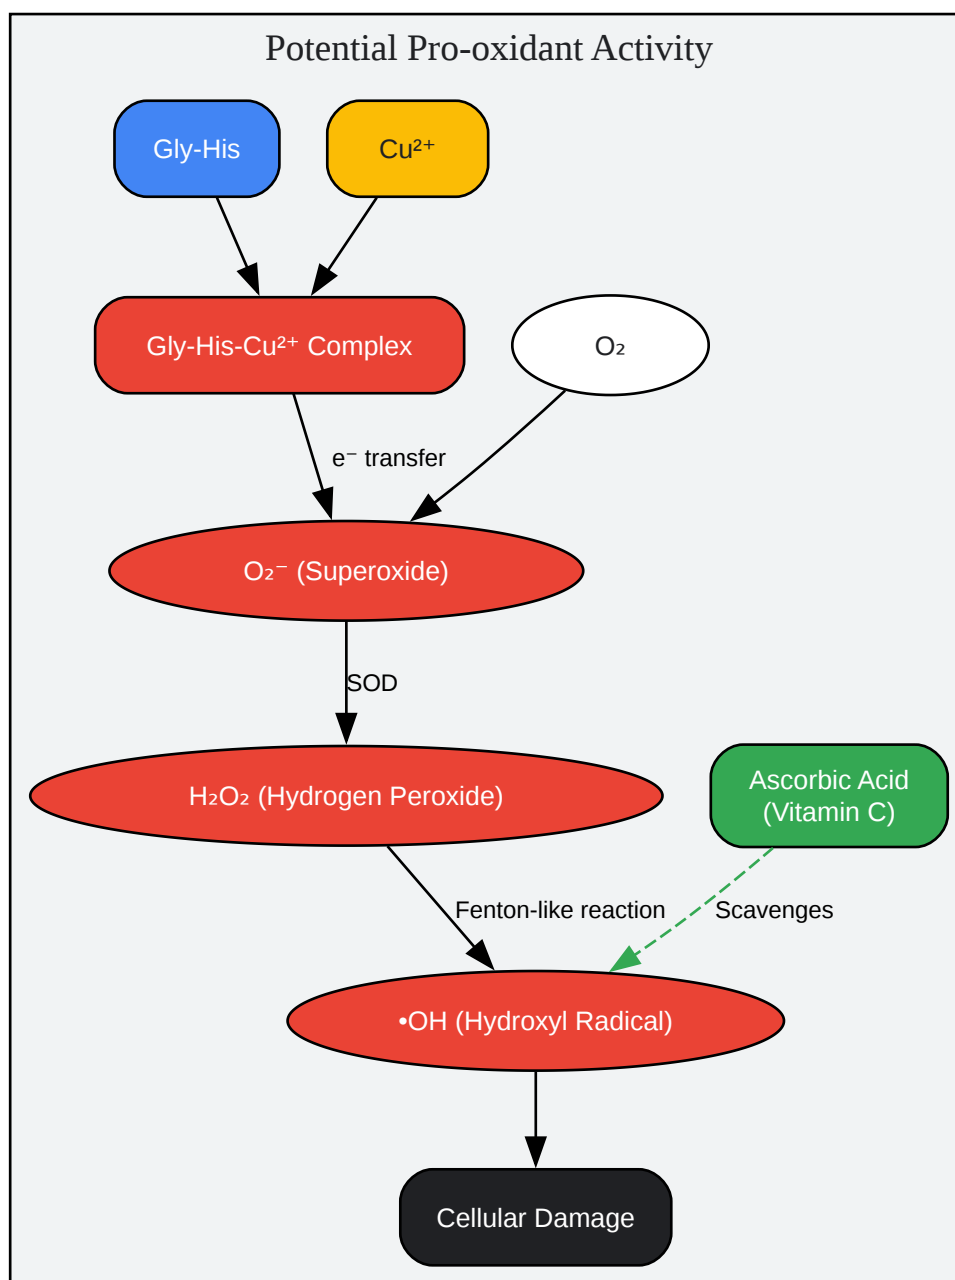 Potential Pro-oxidant Activity
Gly-His
Cu²⁺
Gly-His-Cu²⁺ Complex
O₂
e⁻ transfer
O₂⁻ (Superoxide)
SOD
H₂O₂ (Hydrogen Peroxide)
Ascorbic Acid
(Vitamin C)
Fenton-like reaction
Scavenges
•OH (Hydroxyl Radical)
Cellular Damage